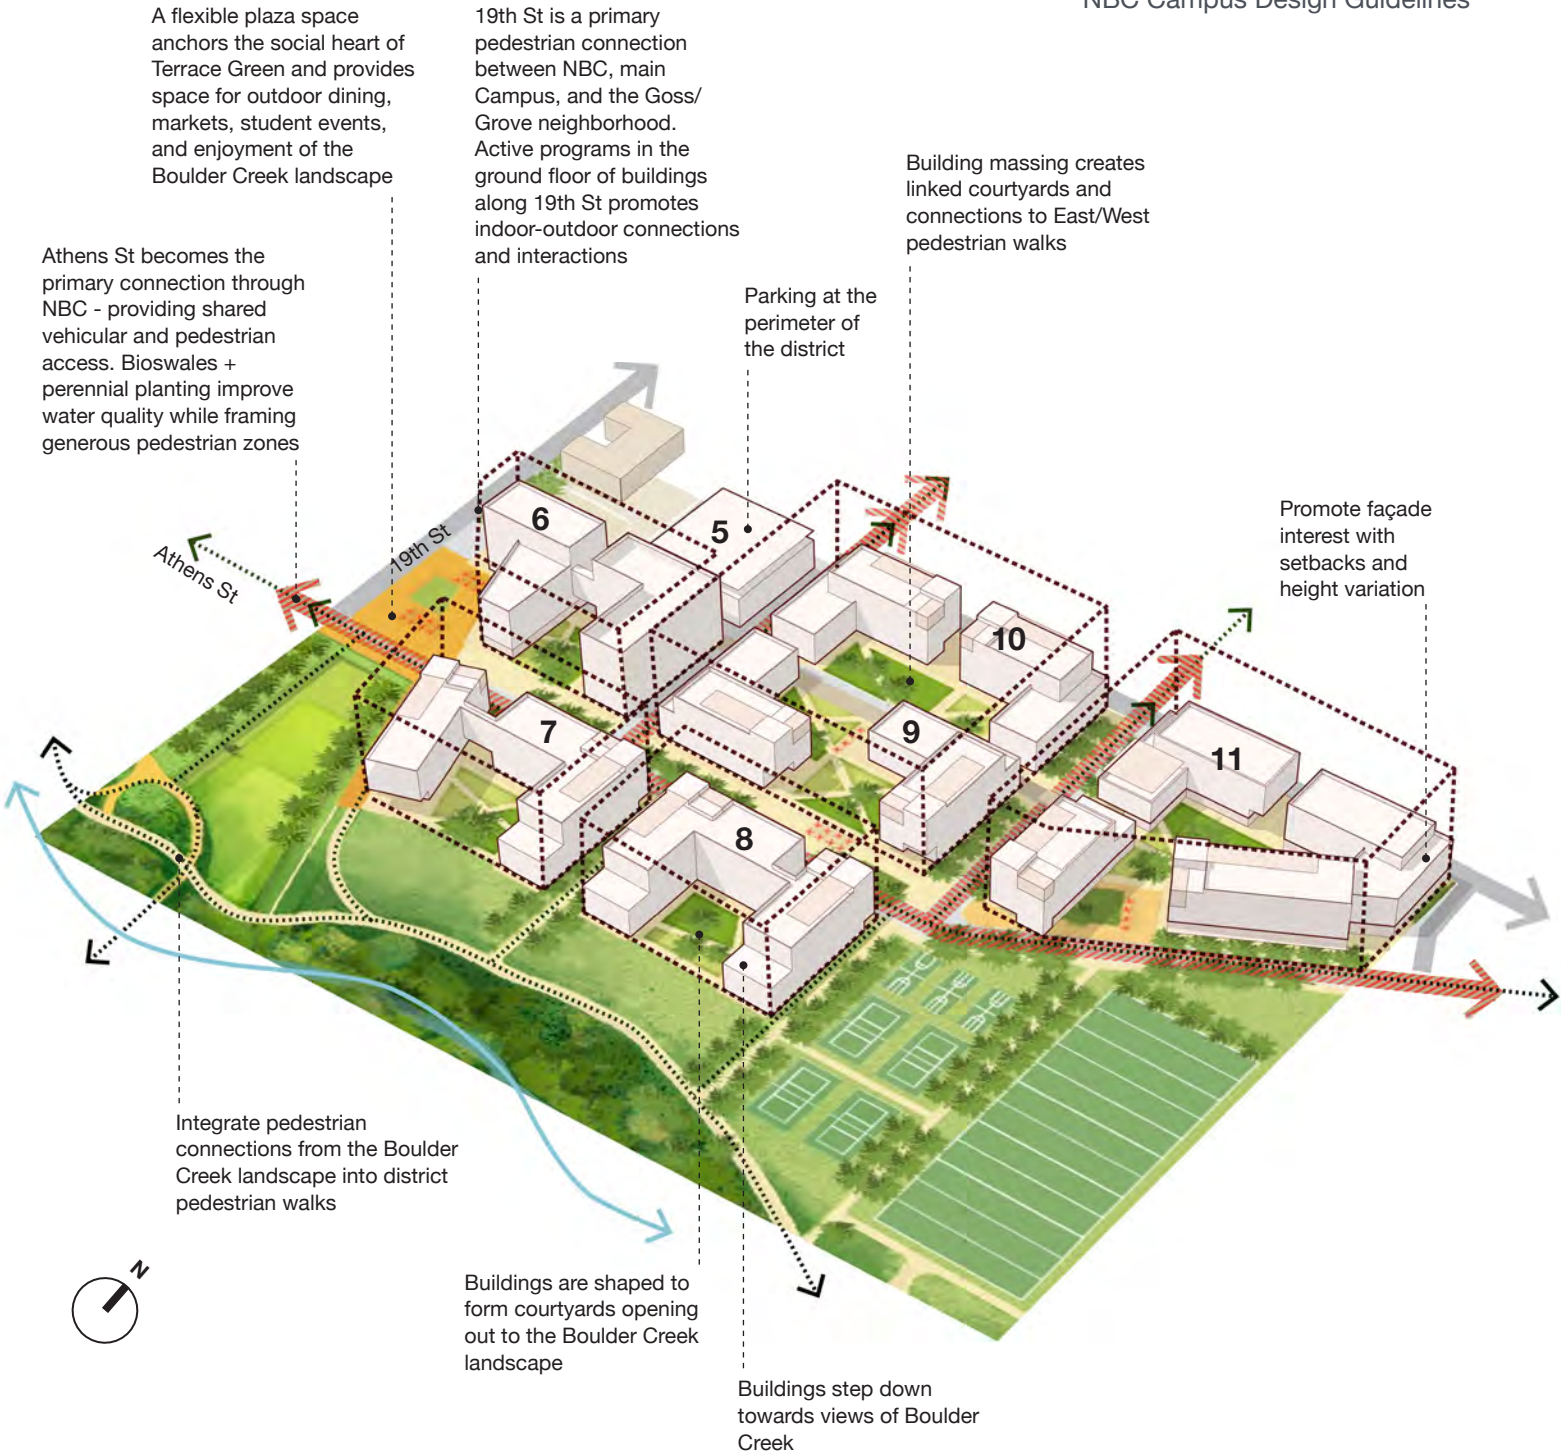 NBC Campus Design Guidelines
A flexible plaza space
anchors the social heart of
Terrace Green and provides
space for outdoor dining,
markets, student events,
and enjoyment of the
Boulder Creek landscape
19th St is a primary
pedestrian connection
between NBC, main
Campus, and the Goss/
Grove neighborhood.
Active programs in the
ground floor of buildings
along 19th St promotes
indoor-outdoor connections
and interactions
Building massing creates
linked courtyards and
connections to East/West
pedestrian walks
Athens St becomes the
primary connection through
NBC - providing shared
vehicular and pedestrian
access. Bioswales +
perennial planting improve
water quality while framing
generous pedestrian zones
Parking at the
perimeter of
the district
Promote façade
interest with
setbacks and
height variation
Athens St
19th St
6
5
10
7
9
11
8
Integrate pedestrian
connections from the Boulder
Creek landscape into district
pedestrian walks
N
Buildings are shaped to
form courtyards opening
out to the Boulder Creek
landscape
Buildings step down
towards views of Boulder
Creek